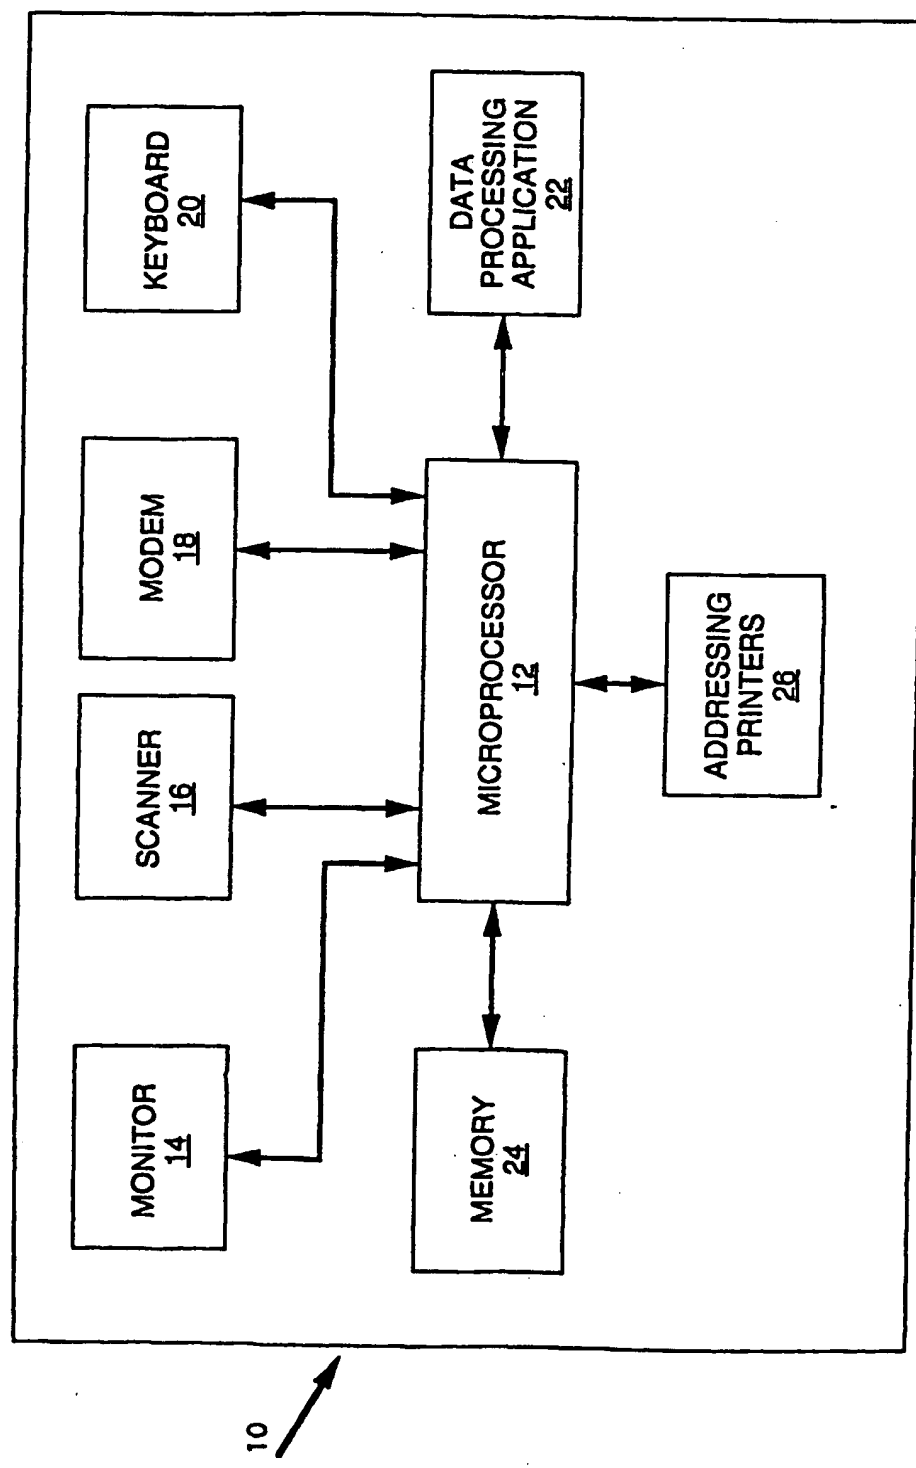 10
MONITOR
14
SCANNER
16
MODEM
18
KEYBOARD
20
MEMORY
24
MICROPROCESSOR
12
DATA
PROCESSING
APPLICATION
22
ADDRESSING
PRINTERS
26